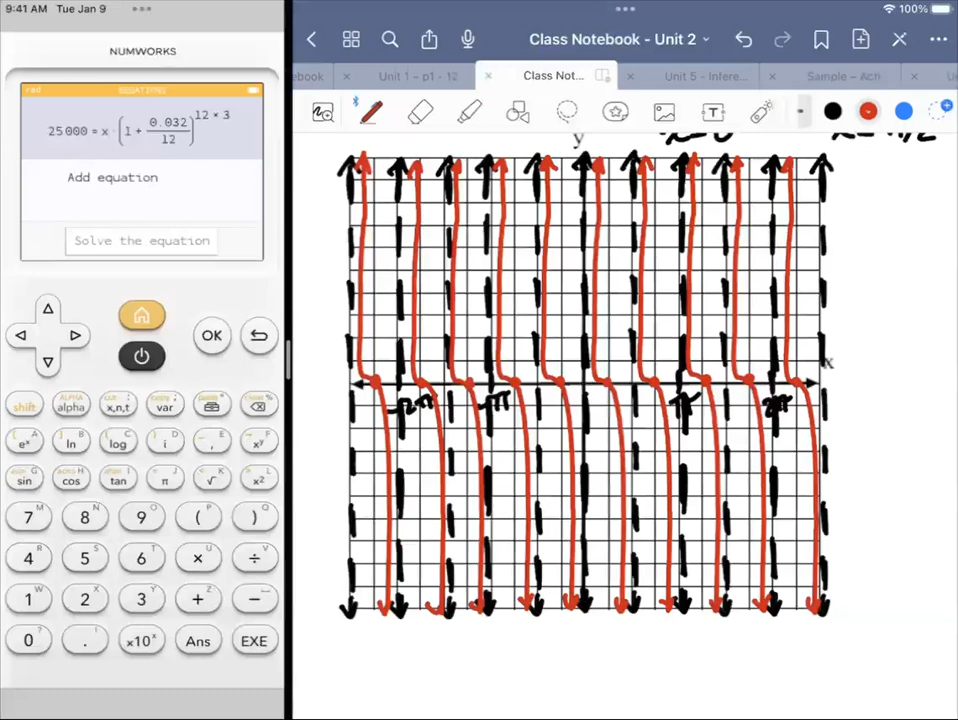 9:41 AM Tue Jan 9
100%
NUMWORKS
rad EQUATIONS
25000=x·(1+0.032/12)^12×3
Add equation
Solve the equation
OK
shift alpha x,n,t var
e^x ln log i , x^y
sin cos tan π √ x²
7 8 9 ( )
4 5 6 × ÷
1 2 3 + −
0 . ×10^x Ans EXE
Class Notebook - Unit 2
ebook × Unit 1 - p1 - 12 × Class Not... × Unit 5 - Infere... × Sample – Acti ×
y
x
-2π -π π 2π